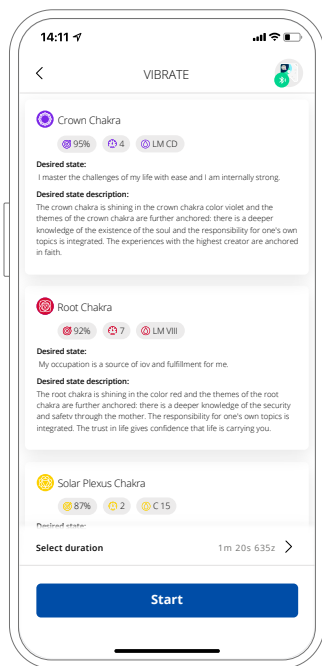 14:11
VIBRATE
Crown Chakra
95% 4 LM CD
Desired state:
I master the challenges of my life with ease and I am internally strong.
Desired state description:
The crown chakra is shining in the crown chakra color violet and the
themes of the crown chakra are further anchored: there is a deeper
knowledge of the existence of the soul and the responsibility for one's own
topics is integrated. The experiences with the highest creator are anchored
in faith.
Root Chakra
92% 7 LM VIII
Desired state:
My occupation is a source of iov and fulfillment for me.
Desired state description:
The root chakra is shining in the color red and the themes of the root
chakra are further anchored: there is a deeper knowledge of the security
and safetv through the mother. The responsibility for one's own topics is
integrated. The trust in life gives confidence that life is carrying you.
Solar Plexus Chakra
87% 2 C 15
Desired state:
Select duration 1m 20s 635z
Start